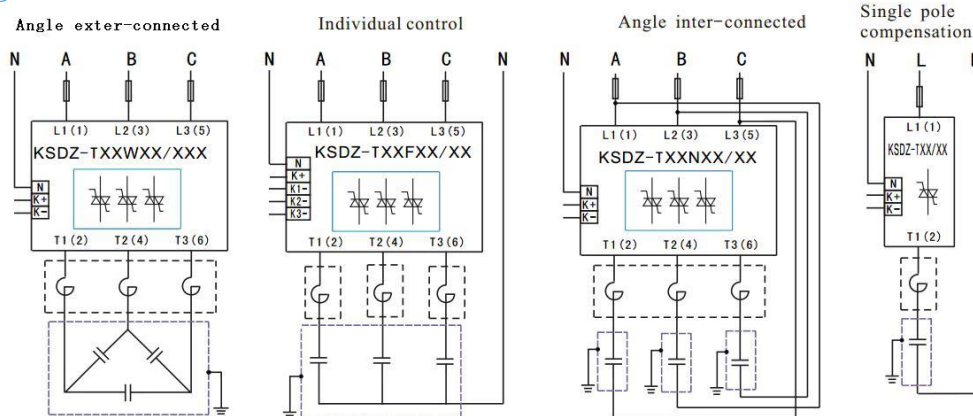 Angle exter-connected
N A B C
L1(1) L2(3) L3(5)
KSDZ-TXXWXX/XXX
N
K+
K-
T1(2) T2(4) T3(6)
Individual control
N A B C N
L1(1) L2(3) L3(5)
KSDZ-TXXFXX/XX
N
K+
K1-
K2-
K3-
T1(2) T2(4) T3(6)
Angle inter-connected
N A B C
L1(1) L2(3) L3(5)
KSDZ-TXXNXX/XX
N
K+
K-
T1(2) T2(4) T3(6)
Single pole
compensation
N L
L1(1)
KSDZ-TXX/XX
N
K+
K-
T1(2)